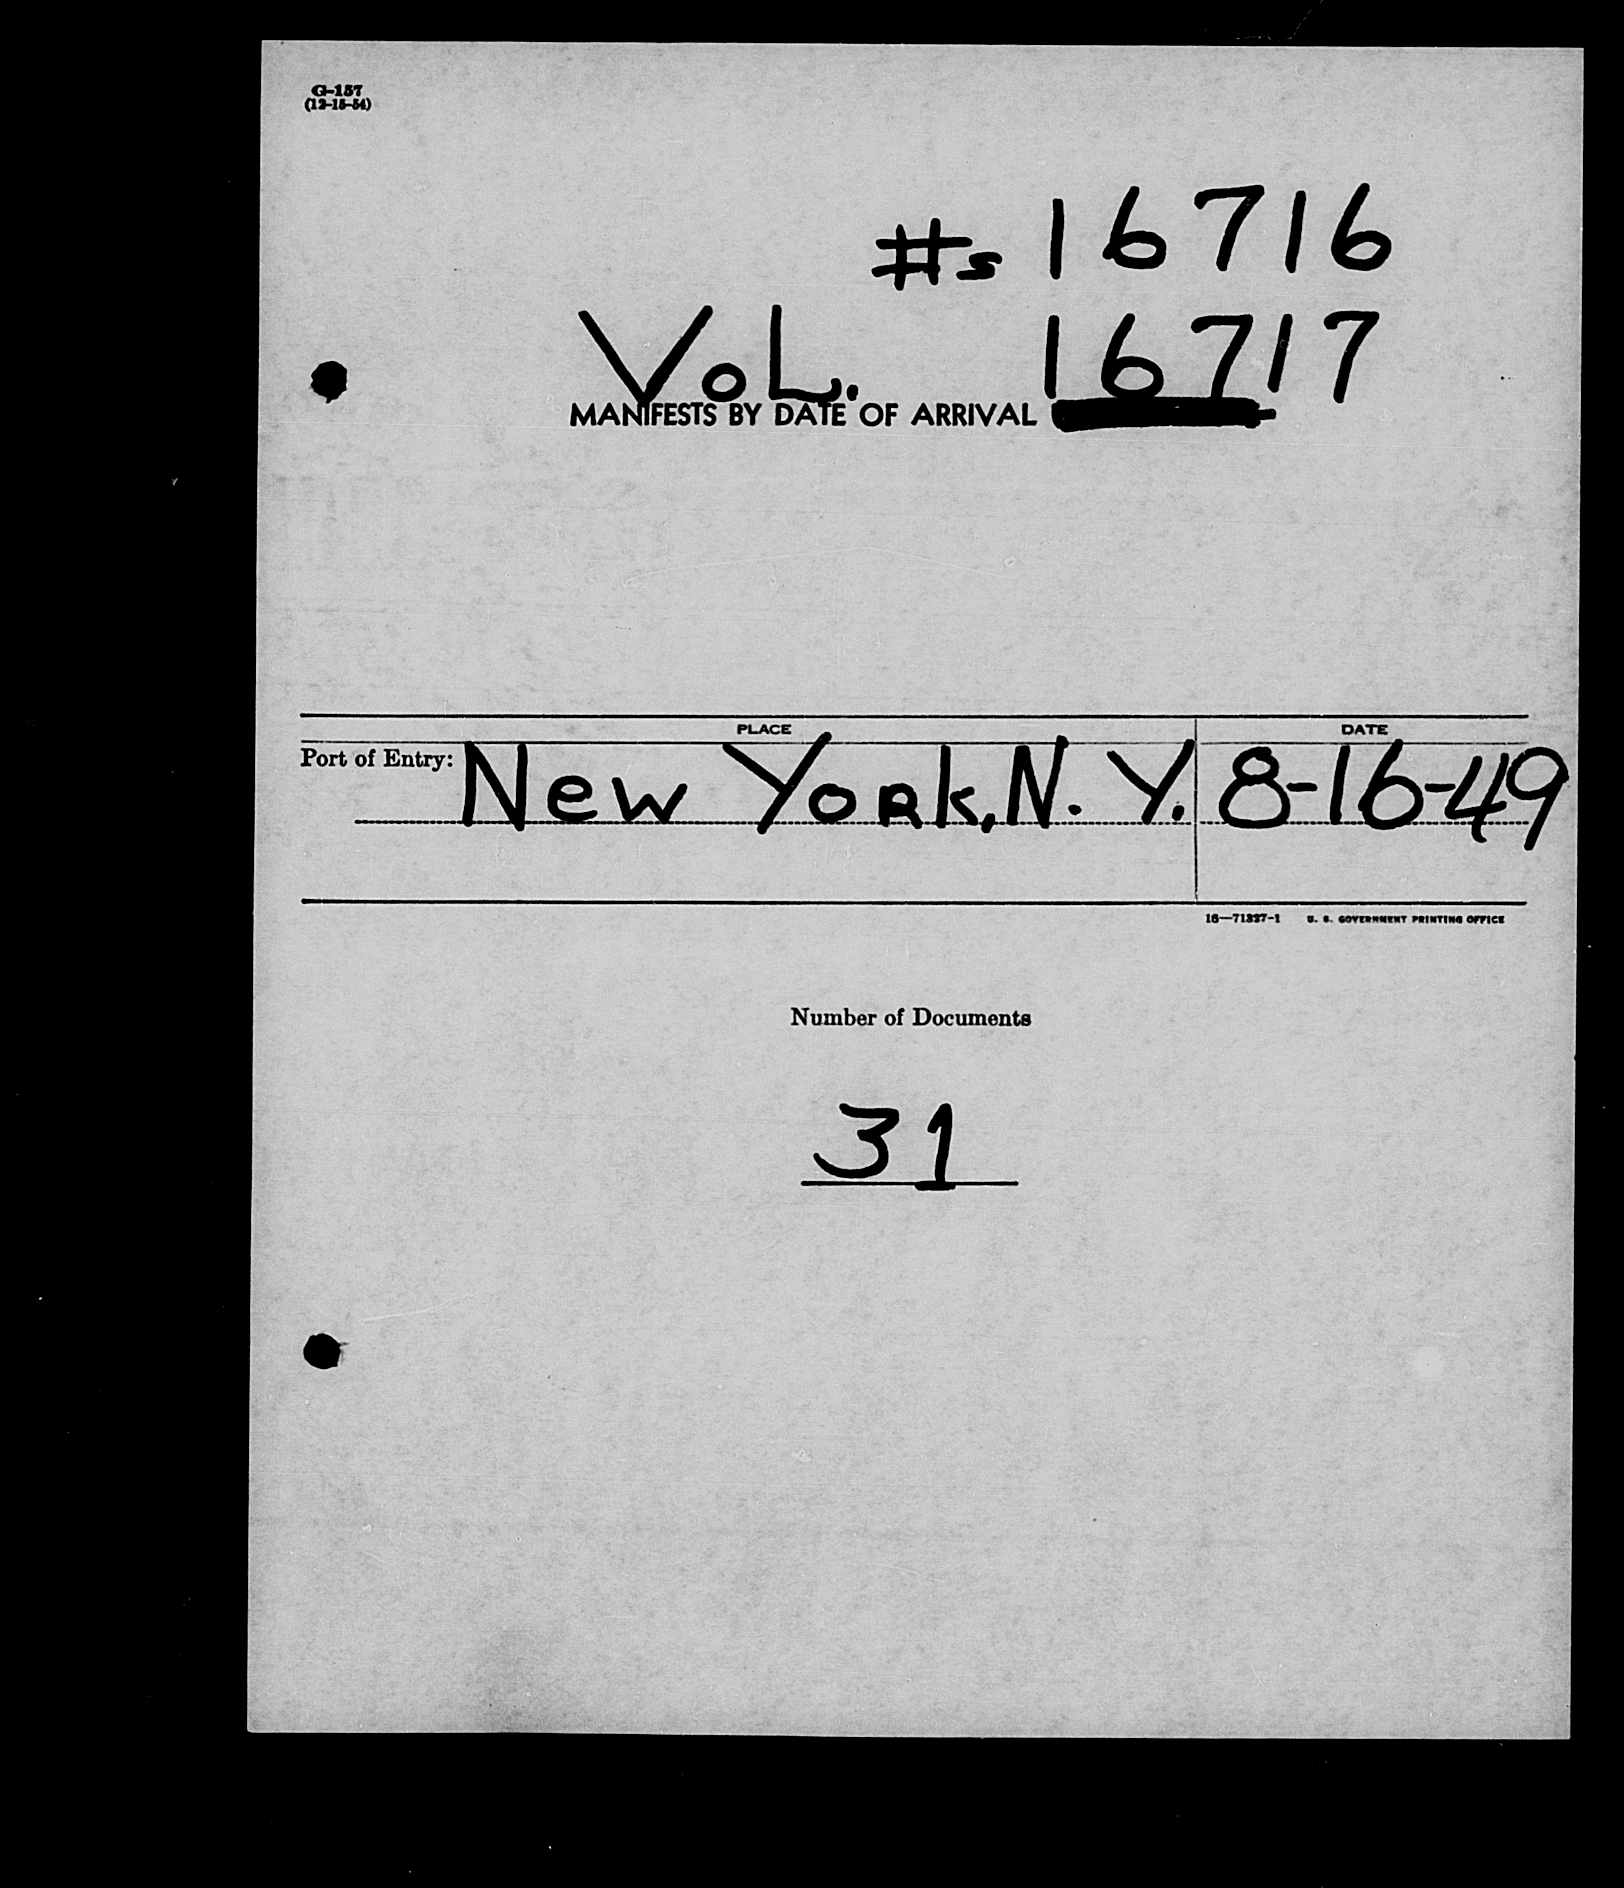 G-157
(12-15-54)
#s 16716
VoL. 16717
MANIFESTS BY DATE OF ARRIVAL
PLACE DATE
Port of Entry: New York, N. Y. 8-16-49
16—71327-1 U. S. GOVERNMENT PRINTING OFFICE
Number of Documents
31